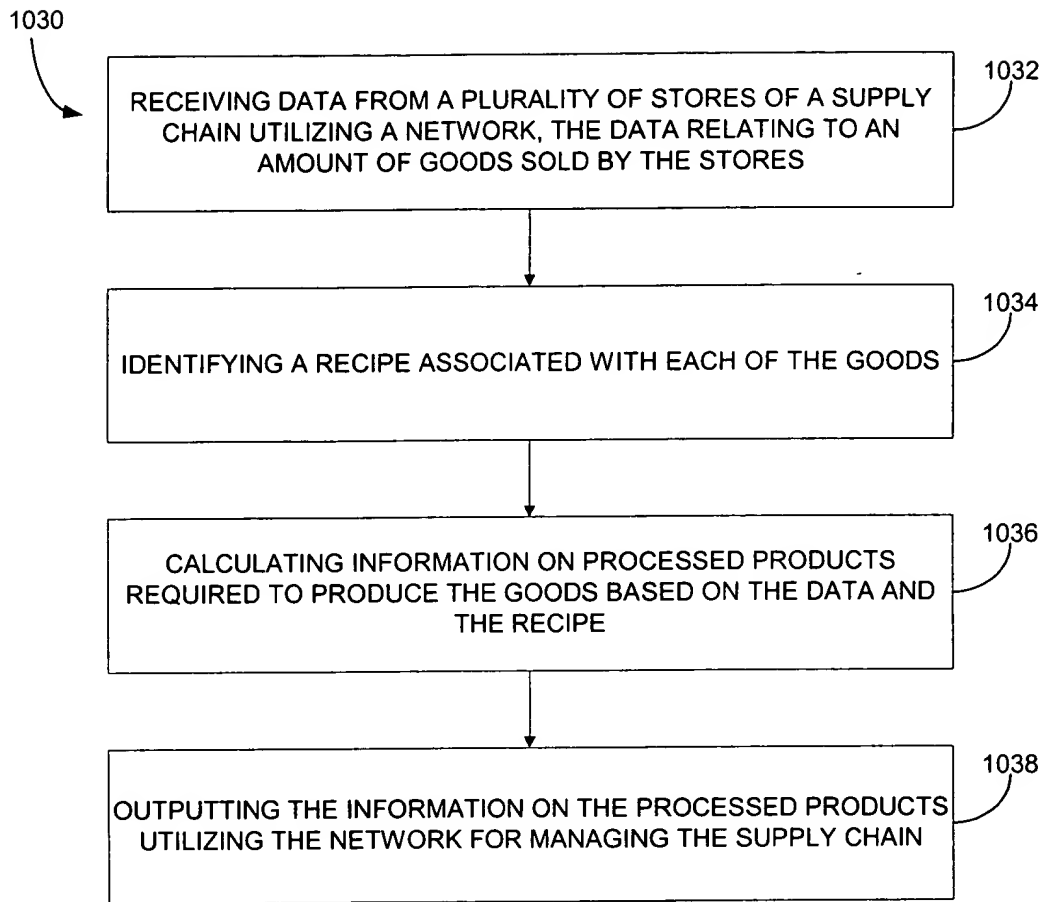 1030
1032
RECEIVING DATA FROM A PLURALITY OF STORES OF A SUPPLY
CHAIN UTILIZING A NETWORK, THE DATA RELATING TO AN
AMOUNT OF GOODS SOLD BY THE STORES
1034
IDENTIFYING A RECIPE ASSOCIATED WITH EACH OF THE GOODS
1036
CALCULATING INFORMATION ON PROCESSED PRODUCTS
REQUIRED TO PRODUCE THE GOODS BASED ON THE DATA AND
THE RECIPE
1038
OUTPUTTING THE INFORMATION ON THE PROCESSED PRODUCTS
UTILIZING THE NETWORK FOR MANAGING THE SUPPLY CHAIN